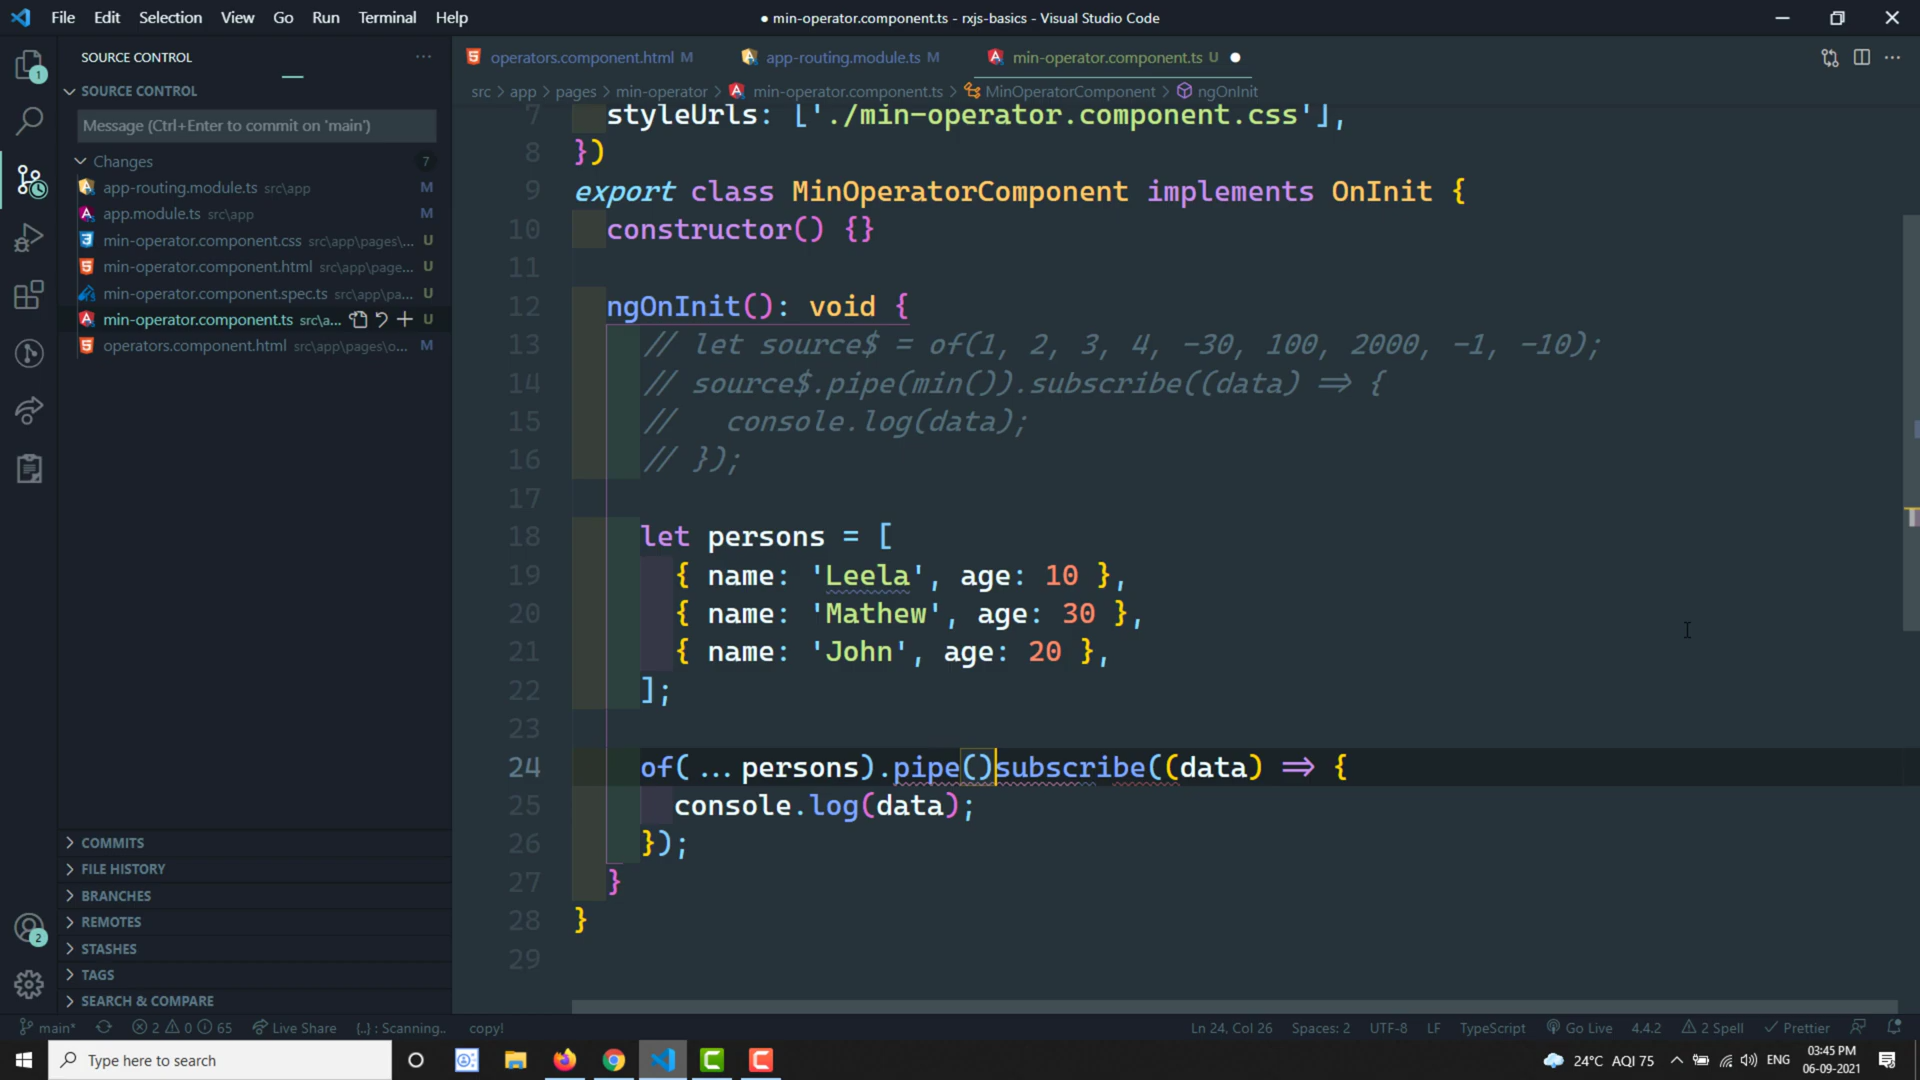 File Edit Selection View Go Run Terminal Help
● min-operator.component.ts - rxjs-basics - Visual Studio Code
SOURCE CONTROL
operators.component.html M
app-routing.module.ts M
min-operator.component.ts U
SOURCE CONTROL
src > app > pages > min-operator > min-operator.component.ts > MinOperatorComponent > ngOnInit
Message (Ctrl+Enter to commit on 'main')
Changes 7
app-routing.module.ts src\app M
app.module.ts src\app M
min-operator.component.css src\app\pages\... U
min-operator.component.html src\app\page... U
min-operator.component.spec.ts src\app\pa... U
min-operator.component.ts src\a... U
operators.component.html src\app\pages\o... M
COMMITS
FILE HISTORY
BRANCHES
REMOTES
STASHES
TAGS
SEARCH & COMPARE
1
2
7 styleUrls: ['./min-operator.component.css'],
8 })
9 export class MinOperatorComponent implements OnInit {
10 constructor() {}
11
12 ngOnInit(): void {
13 // let source$ = of(1, 2, 3, 4, -30, 100, 2000, -1, -10);
14 // source$.pipe(min()).subscribe((data) => {
15 // console.log(data);
16 // });
17
18 let persons = [
19 { name: 'Leela', age: 10 },
20 { name: 'Mathew', age: 30 },
21 { name: 'John', age: 20 },
22 ];
23
24 of(...persons).pipe()subscribe((data) => {
25 console.log(data);
26 });
27 }
28 }
29
main* 2 0 65 Live Share {..} : Scanning.. copy!
Ln 24, Col 26 Spaces: 2 UTF-8 LF TypeScript Go Live 4.4.2 2 Spell Prettier
Type here to search
24°C AQI 75 ENG
03:45 PM
06-09-2021